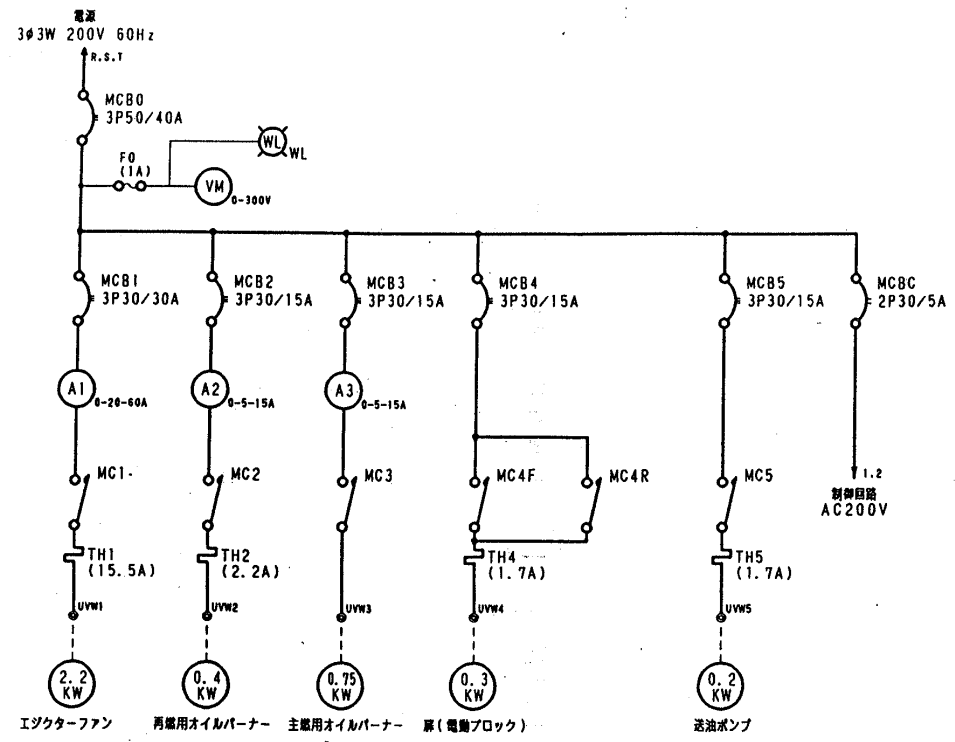 電源
3φ3W 200V 60Hz
R.S.T
MCB0
3P50/40A
F0
(1A)
WL
WL
VM
0-300V
MCB1
3P30/30A
MCB2
3P30/15A
MCB3
3P30/15A
MCB4
3P30/15A
MCB5
3P30/15A
MCBC
2P30/5A
A1
0-20-60A
A2
0-5-15A
A3
0-5-15A
MC1
MC2
MC3
MC4F
MC4R
MC5
1.2
制御回路
AC200V
TH1
(15.5A)
TH2
(2.2A)
TH4
(1.7A)
TH5
(1.7A)
UVW1
UVW2
UVW3
UVW4
UVW5
2.2
KW
0.4
KW
0.75
KW
0.3
KW
0.2
KW
エジクターファン
再燃用オイルバーナー
主燃用オイルバーナー
扉(電動ブロック)
送油ポンプ